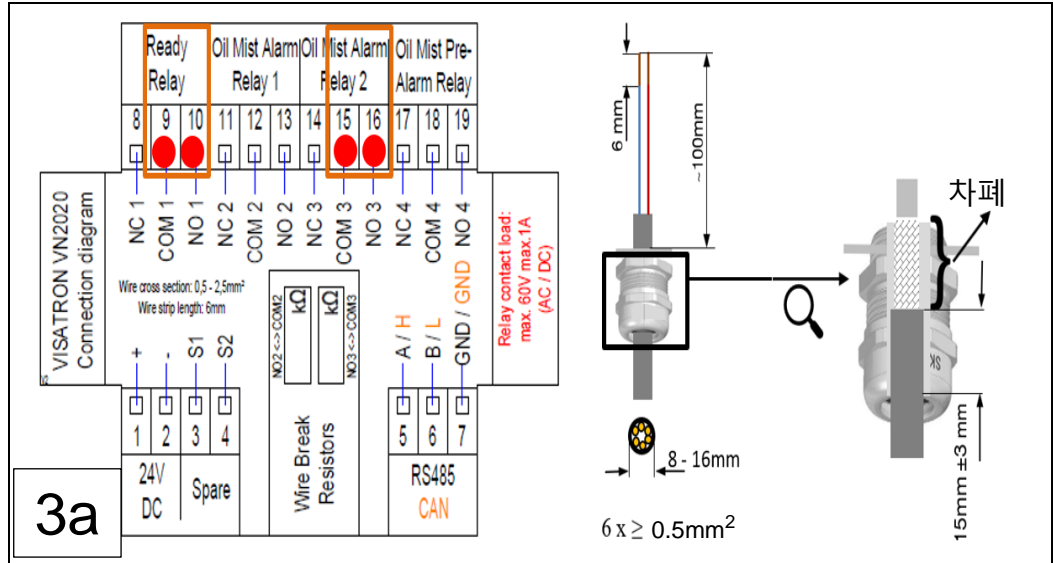 Ready Relay
Oil Mist Alarm Relay 1
Oil Mist Alarm Relay 2
Oil Mist Pre-Alarm Relay
8 9 10 11 12 13 14 15 16 17 18 19
NC 1
COM 1
NO 1
NC 2
COM 2
NO 2
NC 3
COM 3
NO 3
NC 4
COM 4
NO 4
VISATRON VN2020
Connection diagram
V3
Wire cross section: 0,5 - 2,5mm²
Wire strip length: 6mm
+
-
S1
S2
NO2 <-> COM2
kΩ
kΩ
NO3 <-> COM3
A / H
B / L
GND / GND
Relay contact load:
max. 60V max.1A
(AC / DC)
1 2 3 4
5 6 7
24V
DC
Spare
Wire Break
Resistors
RS485
CAN
3a
6 mm
~100mm
차폐
SK
15mm ±3 mm
8 - 16mm
6 x ≥ 0.5mm²